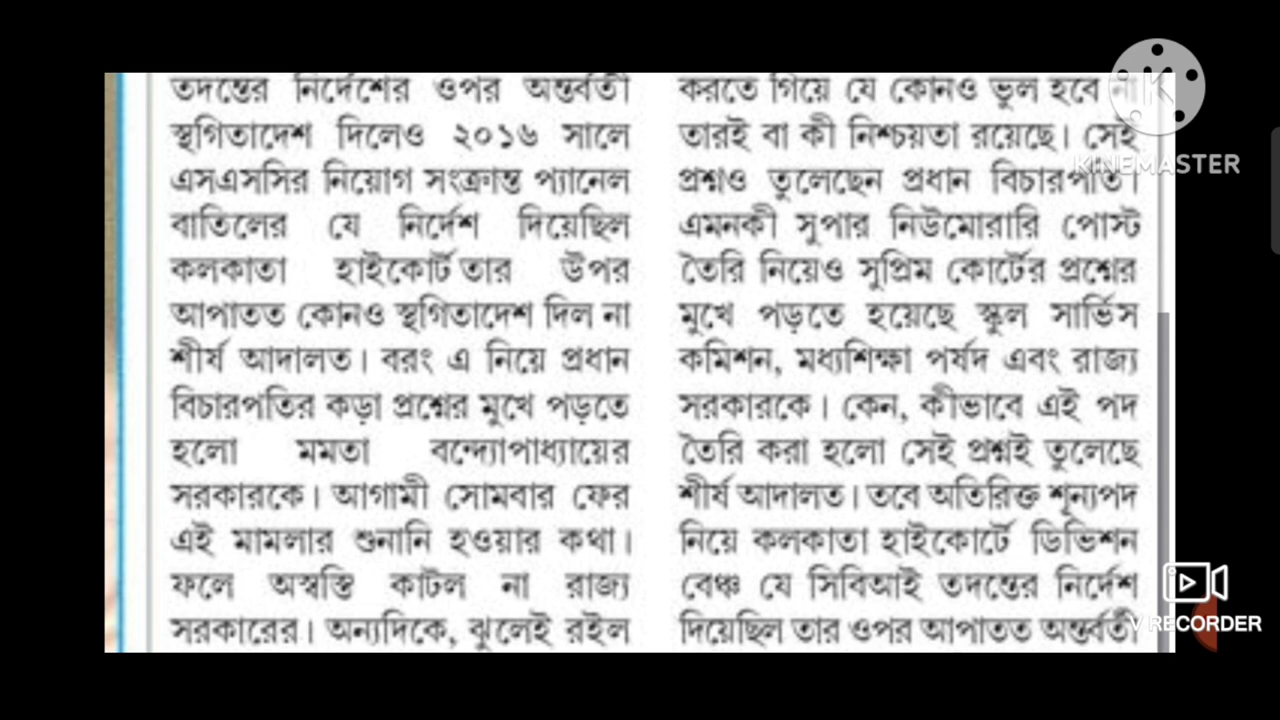 তদন্তের নির্দেশের ওপর অন্তর্বর্তী
স্থগিতাদেশ দিলেও ২০১৬ সালে
এসএসসির নিয়োগ সংক্রান্ত প্যানেল
বাতিলের যে নির্দেশ দিয়েছিল
কলকাতা হাইকোর্ট তার উপর
আপাতত কোনও স্থগিতাদেশ দিল না
শীর্ষ আদালত। বরং এ নিয়ে প্রধান
বিচারপতির কড়া প্রশ্নের মুখে পড়তে
হলো মমতা বন্দ্যোপাধ্যায়ের
সরকারকে। আগামী সোমবার ফের
এই মামলার শুনানি হওয়ার কথা।
ফলে অস্বস্তি কাটল না রাজ্য
সরকারের। অন্যদিকে, ঝুলেই রইল
করতে গিয়ে যে কোনও ভুল হবে না
তারই বা কী নিশ্চয়তা রয়েছে। সেই
প্রশ্নও তুলেছেন প্রধান বিচারপতি।
এমনকী সুপার নিউমোরারি পোস্ট
তৈরি নিয়েও সুপ্রিম কোর্টের প্রশ্নের
মুখে পড়তে হয়েছে স্কুল সার্ভিস
কমিশন, মধ্যশিক্ষা পর্ষদ এবং রাজ্য
সরকারকে। কেন, কীভাবে এই পদ
তৈরি করা হলো সেই প্রশ্নই তুলেছে
শীর্ষ আদালত। তবে অতিরিক্ত শূন্যপদ
নিয়ে কলকাতা হাইকোর্টে ডিভিশন
বেঞ্চ যে সিবিআই তদন্তের নির্দেশ
দিয়েছিল তার ওপর আপাতত অন্তর্বর্তী
KINEMASTER
V RECORDER